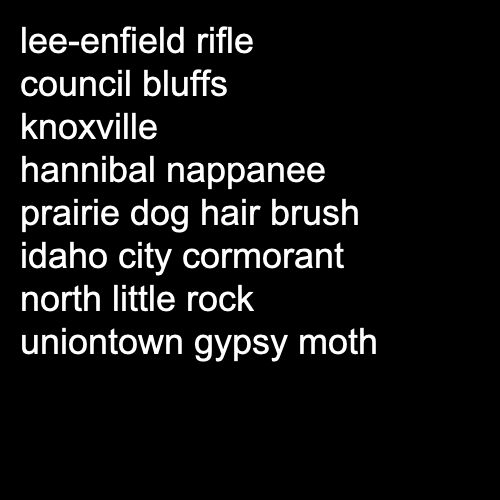 lee-enfield rifle
council bluffs
knoxville
hannibal nappanee
prairie dog hair brush
idaho city cormorant
north little rock
uniontown gypsy moth